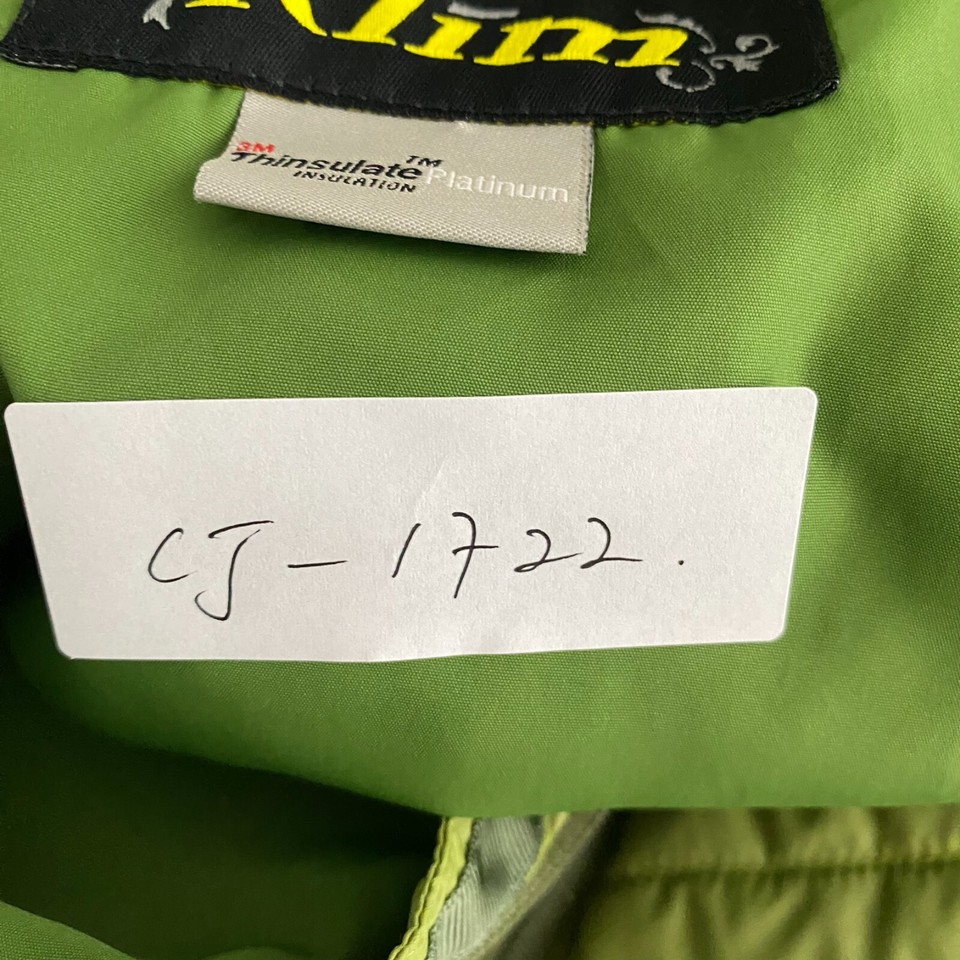 Klim
3M
Thinsulate™ Platinum
INSULATION
CJ-1722.